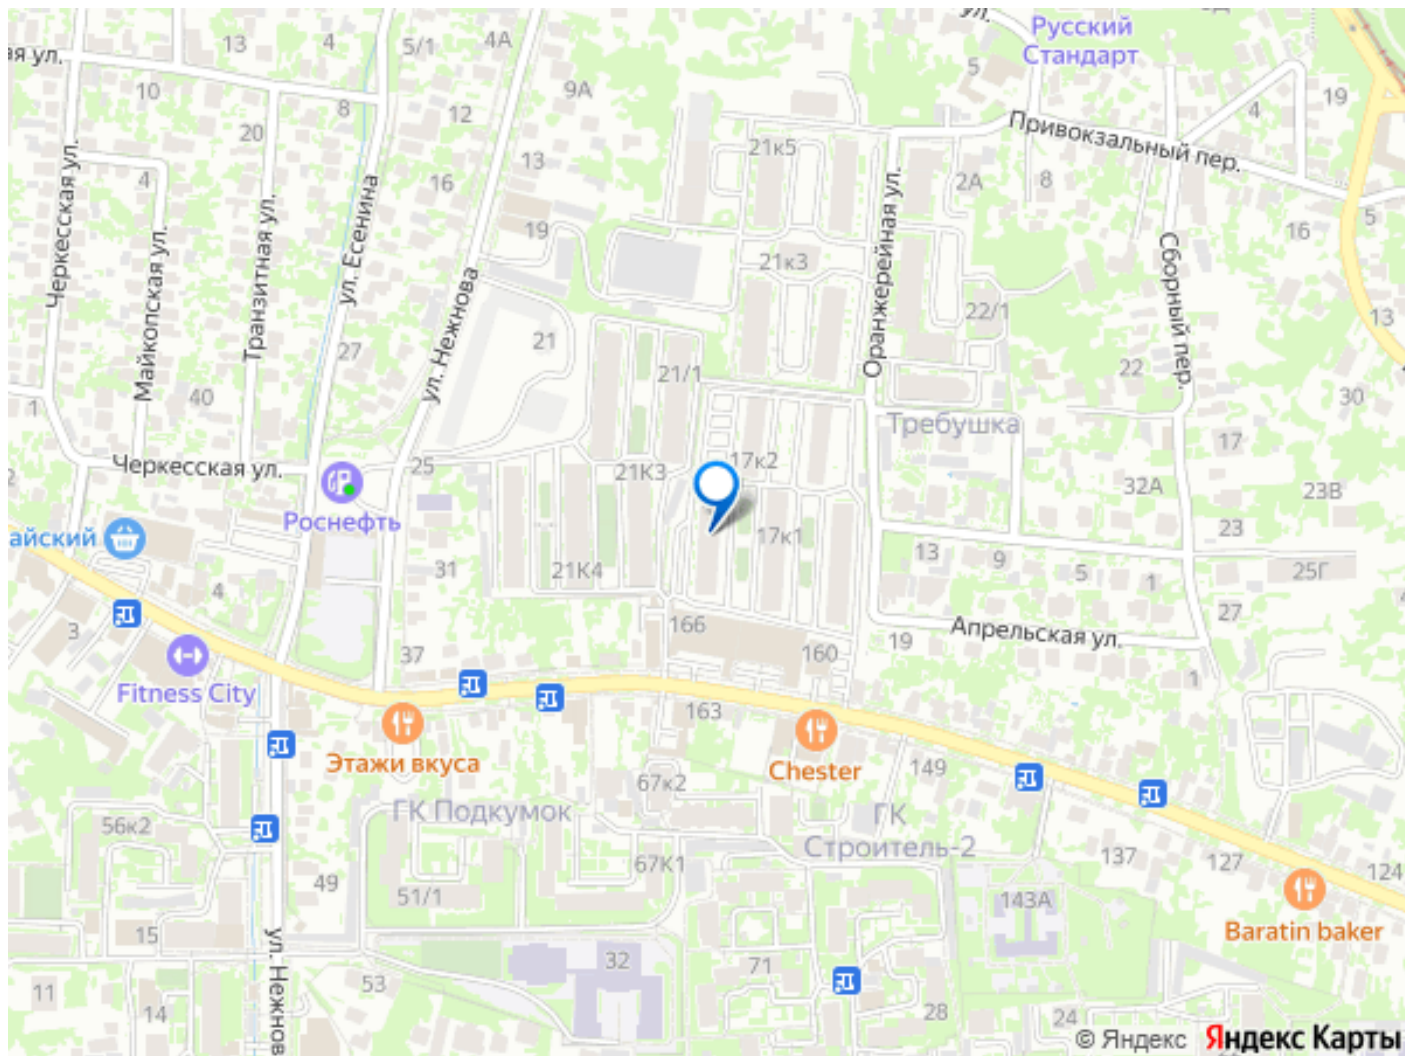 ул.
Русский
Стандарт
13
4
5/1
4А
ая ул.
5
9А
10
8
12
4
19
20
Привокзальный пер.
13
21к5
4
16
2А
8
5
Черкесская ул.
Майкопская ул.
Транзитная ул.
ул. Есенина
ул. Нежнова
Оранжерейная ул.
Сборный пер.
19
16
21к3
22/1
13
27
21
21/1
22
40
30
1
Требушка
17
Черкесская ул.
25
21К3
17к2
32А
23В
Роснефть
айский
17к1
23
13
9
5
1
31
21К4
25Г
4
27
3
166
Апрельская ул.
37
19
160
1
Fitness City
163
Этажи вкуса
Chester
149
67к2
ГК Подкумок
ГК
Строитель-2
56к2
137
127
124
67К1
49
51/1
143А
Baratin baker
15
ул. Нежнов
32
71
53
11
14
28
24
© Яндекс Яндекс Карты